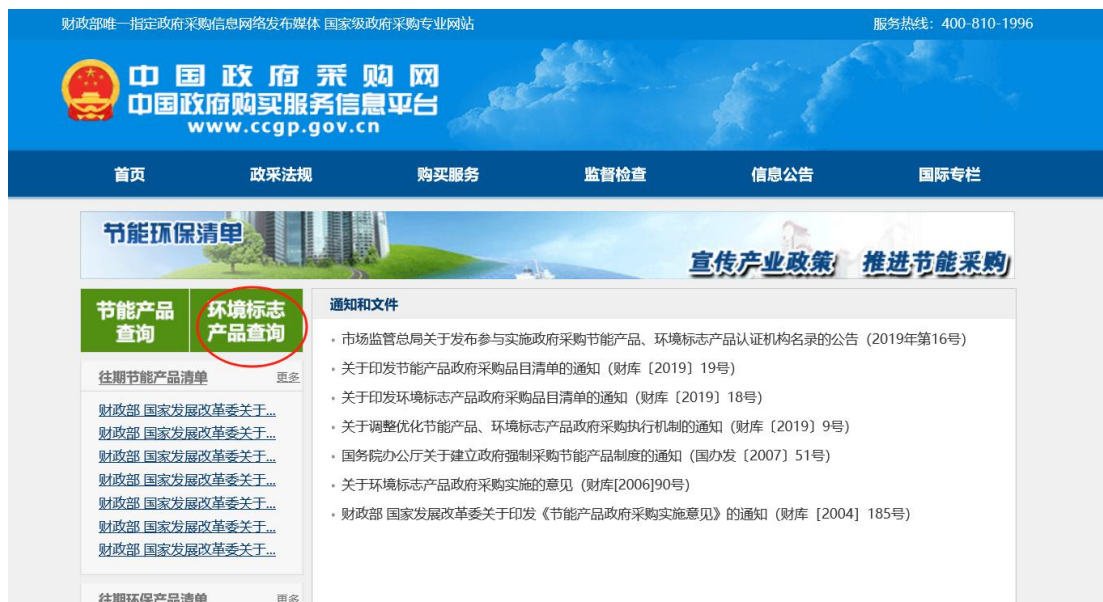 财政部唯一指定政府采购信息网络发布媒体 国家级政府采购专业网站
服务热线：400-810-1996
中国政府采购网
中国政府购买服务信息平台
www.ccgp.gov.cn
首页 政采法规 购买服务 监督检查 信息公告 国际专栏
节能环保清单
宣传产业政策 推进节能采购
节能产品
查询
环境标志
产品查询
往期节能产品清单 更多
财政部 国家发展改革委关于...
财政部 国家发展改革委关于...
财政部 国家发展改革委关于...
财政部 国家发展改革委关于...
财政部 国家发展改革委关于...
财政部 国家发展改革委关于...
财政部 国家发展改革委关于...
往期环保产品清单 更多
通知和文件
市场监管总局关于发布参与实施政府采购节能产品、环境标志产品认证机构名录的公告（2019年第16号）
关于印发节能产品政府采购品目清单的通知（财库〔2019〕19号）
关于印发环境标志产品政府采购品目清单的通知（财库〔2019〕18号）
关于调整优化节能产品、环境标志产品政府采购执行机制的通知（财库〔2019〕9号）
国务院办公厅关于建立政府强制采购节能产品制度的通知（国办发〔2007〕51号）
关于环境标志产品政府采购实施的意见（财库[2006]90号）
财政部 国家发展改革委关于印发《节能产品政府采购实施意见》的通知（财库［2004］185号）